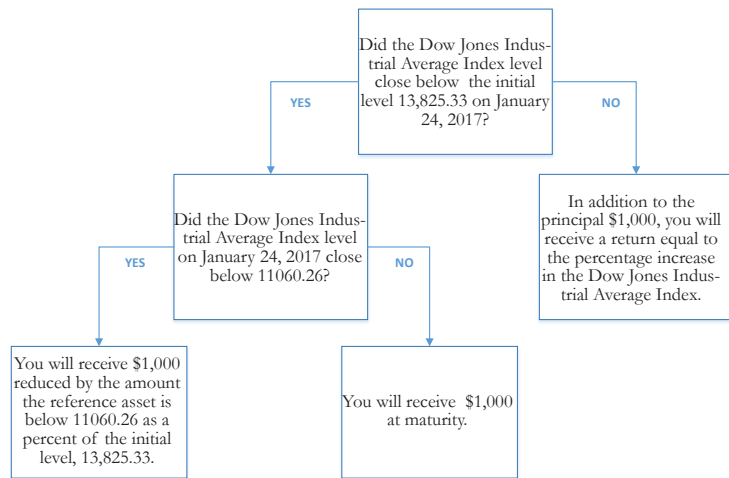 Did the Dow Jones Indus-
trial Average Index level
close below the initial
level 13,825.33 on January
24, 2017?
YES
NO
Did the Dow Jones Indus-
trial Average Index level
on January 24, 2017 close
below 11060.26?
In addition to the
principal $1,000, you will
receive a return equal to
the percentage increase
in the Dow Jones Indus-
trial Average Index.
YES
NO
You will receive $1,000
reduced by the amount
the reference asset is
below 11060.26 as a
percent of the initial
level, 13,825.33.
You will receive $1,000
at maturity.